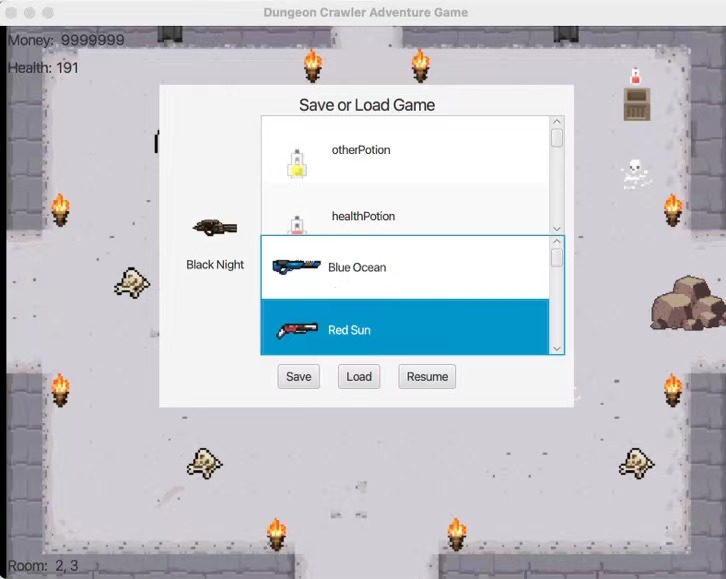 Dungeon Crawler Adventure Game
Money: 9999999
Health: 191
Save or Load Game
otherPotion
healthPotion
Black Night
Blue Ocean
Red Sun
Save
Load
Resume
Room: 2, 3